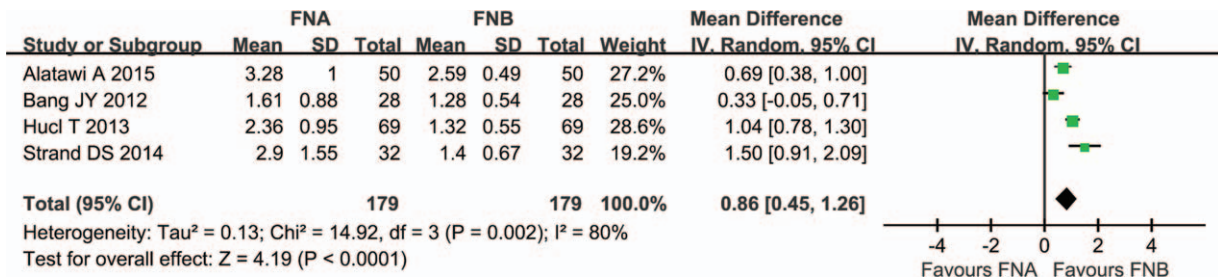 FNA FNB Mean Difference Mean Difference
Study or Subgroup Mean SD Total Mean SD Total Weight IV. Random. 95% CI IV. Random. 95% CI
Alatawi A 2015 3.28 1 50 2.59 0.49 50 27.2% 0.69 [0.38, 1.00]
Bang JY 2012 1.61 0.88 28 1.28 0.54 28 25.0% 0.33 [-0.05, 0.71]
Hucl T 2013 2.36 0.95 69 1.32 0.55 69 28.6% 1.04 [0.78, 1.30]
Strand DS 2014 2.9 1.55 32 1.4 0.67 32 19.2% 1.50 [0.91, 2.09]
Total (95% CI) 179 179 100.0% 0.86 [0.45, 1.26]
Heterogeneity: Tau² = 0.13; Chi² = 14.92, df = 3 (P = 0.002); I² = 80%
Test for overall effect: Z = 4.19 (P < 0.0001)
-4 -2 0 2 4
Favours FNA Favours FNB